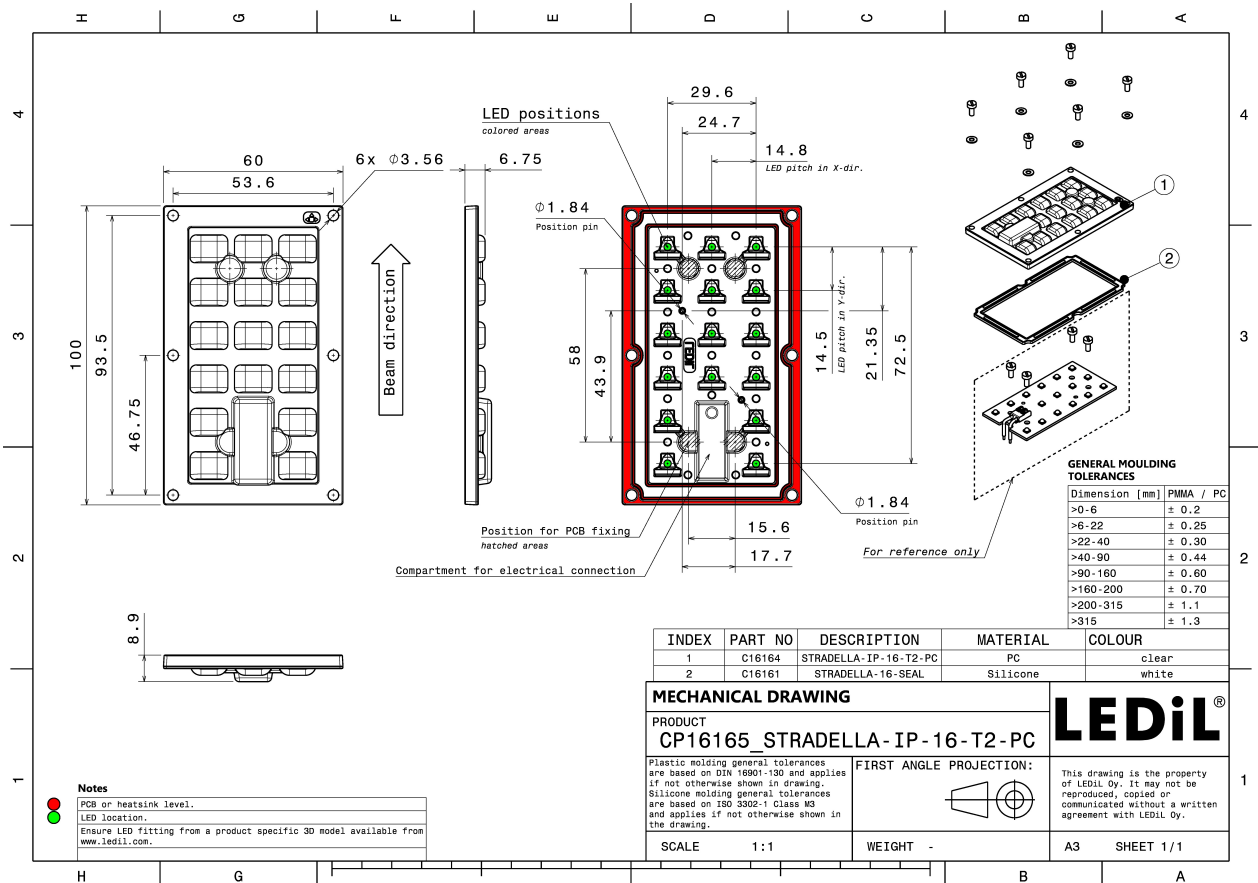 H G F E D C B A
4
4
3
3
2
2
1
1
29.6
LED positions
colored areas
24.7
14.8
LED pitch in X-dir.
60
6x ∅3.56
6.75
53.6
∅1.84
Position pin
1
2
100
93.5
46.75
Beam direction
58
43.9
LEDiL
14.5
LED pitch in Y-dir.
21.35
72.5
∅1.84
Position pin
Position for PCB fixing
hatched areas
15.6
17.7
Compartment for electrical connection
For reference only
8.9
GENERAL MOULDING
TOLERANCES
Dimension [mm] PMMA / PC
>0-6 ± 0.2
>6-22 ± 0.25
>22-40 ± 0.30
>40-90 ± 0.44
>90-160 ± 0.60
>160-200 ± 0.70
>200-315 ± 1.1
>315 ± 1.3
INDEX PART NO DESCRIPTION MATERIAL COLOUR
1 C16164 STRADELLA-IP-16-T2-PC PC clear
2 C16161 STRADELLA-16-SEAL Silicone white
MECHANICAL DRAWING
PRODUCT
CP16165_STRADELLA-IP-16-T2-PC
LEDiL®
Plastic molding general tolerances
are based on DIN 16901-130 and applies
if not otherwise shown in drawing.
Silicone molding general tolerances
are based on ISO 3302-1 Class M3
and applies if not otherwise shown in
the drawing.
FIRST ANGLE PROJECTION:
This drawing is the property
of LEDiL Oy. It may not be
reproduced, copied or
communicated without a written
agreement with LEDiL Oy.
SCALE 1:1
WEIGHT -
A3 SHEET 1/1
Notes
PCB or heatsink level.
LED location.
Ensure LED fitting from a product specific 3D model available from
www.ledil.com.
H G B A